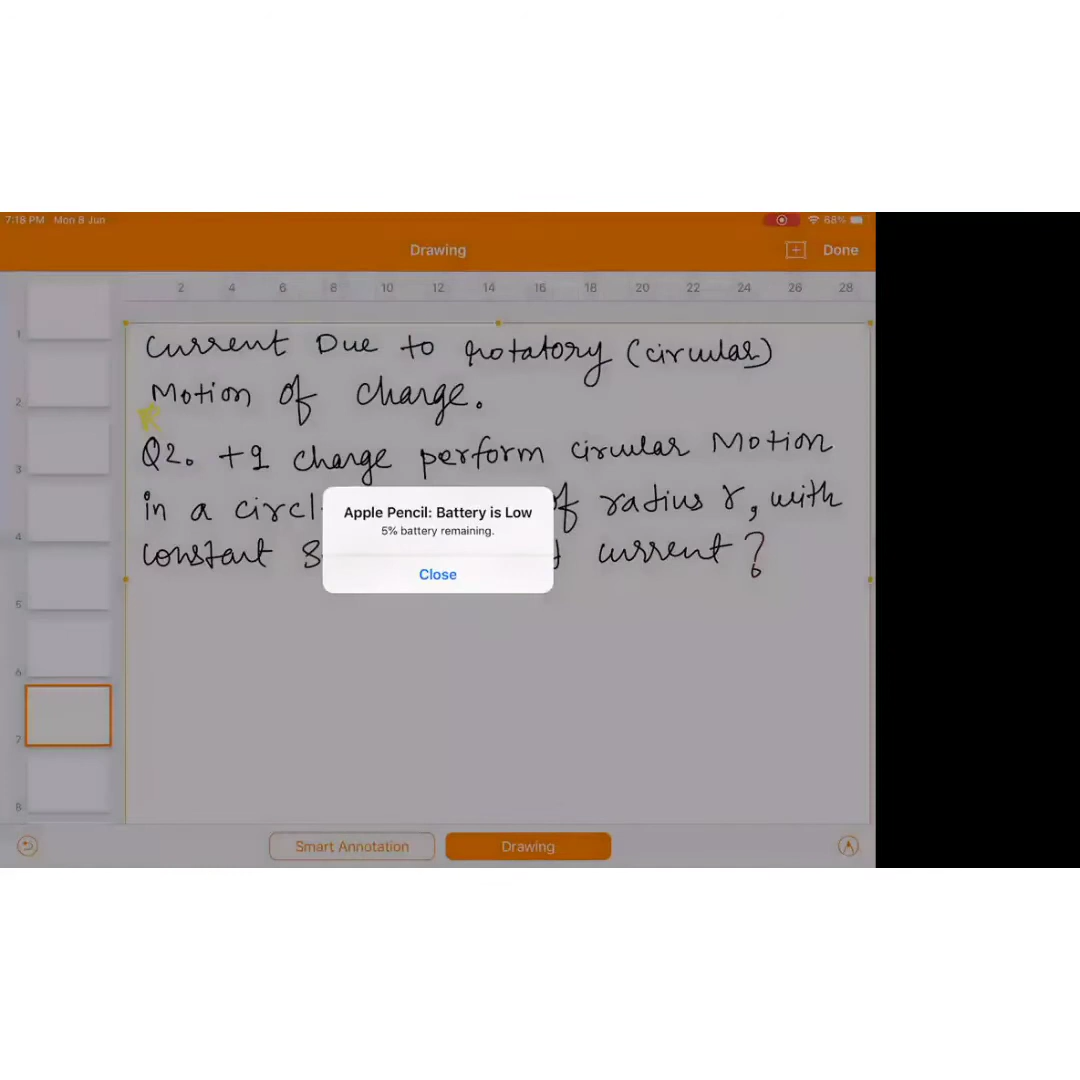 7:18 PM Mon 8 Jun
68%
Drawing
Done
2 4 6 8 10 12 14 16 18 20 22 24 26 28
1
2
3
4
5
6
7
8
Current Due to rotatory (circular)
Motion of charge.
Q2. +q charge perform circular Motion
in a of radius r, with
constant current?
Apple Pencil: Battery is Low
5% battery remaining.
Close
Smart Annotation
Drawing